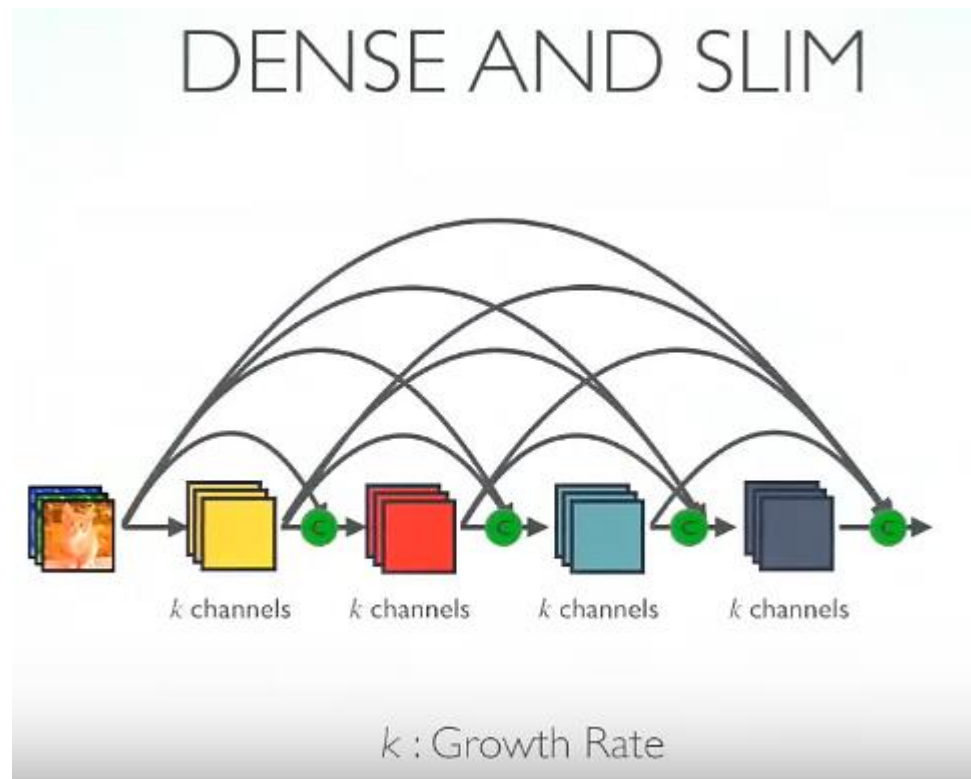 DENSE AND SLIM
C C C C
k channels k channels k channels k channels
k : Growth Rate